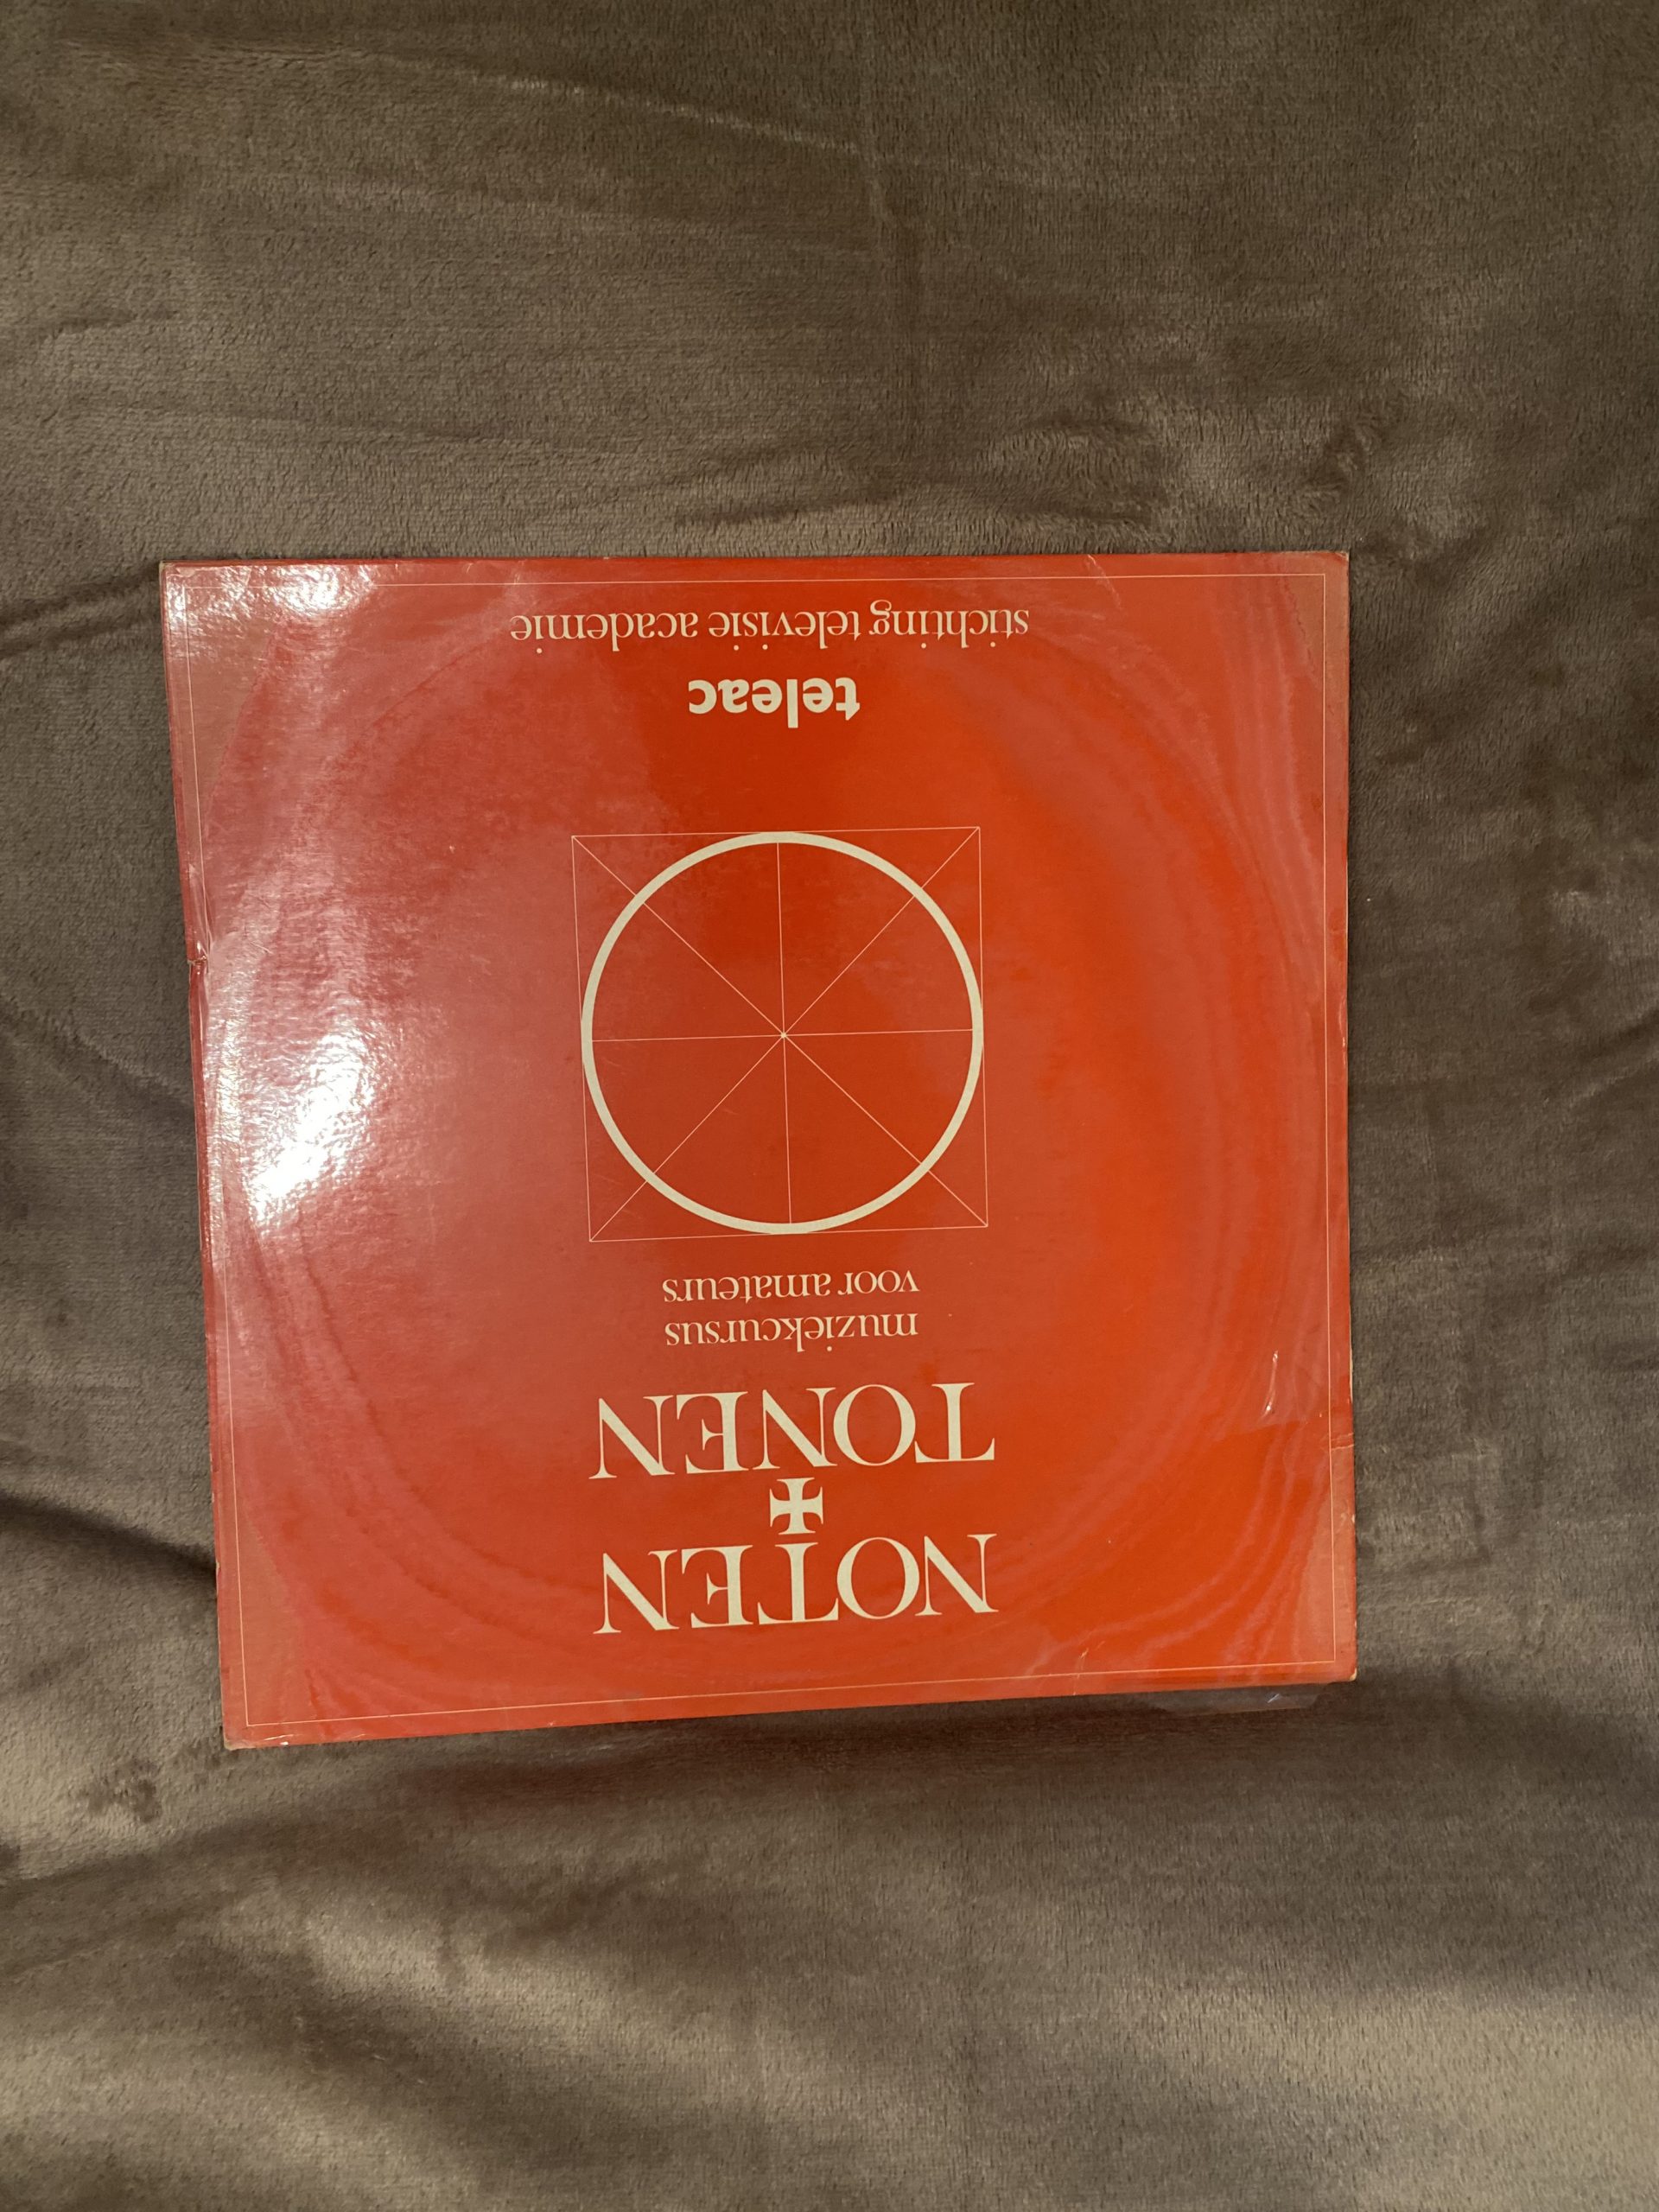 NOTEN
+
TONEN
muziekcursus
voor amateurs
teleac
stichting televisie academie